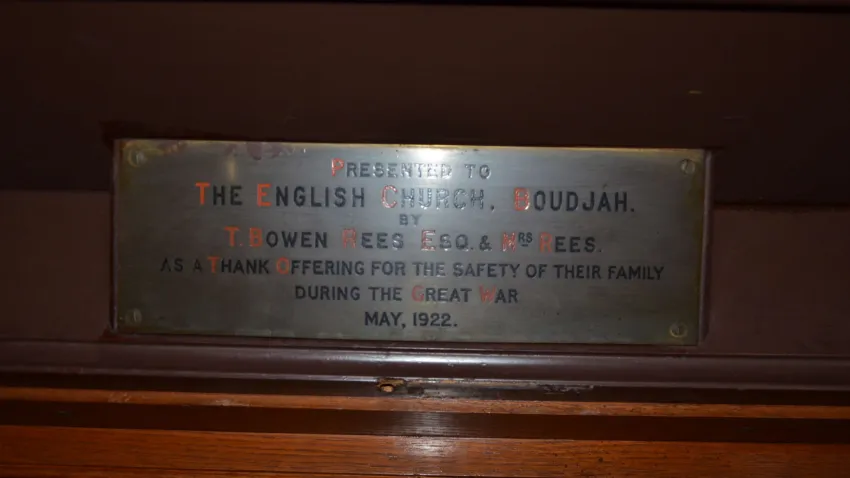 PRESENTED TO
THE ENGLISH CHURCH, BOUDJÁH.
BY
T. BOWEN REES ESQ. & MRS REES.
AS A THANK OFFERING FOR THE SAFETY OF THEIR FAMILY
DURING THE GREAT WAR
MAY, 1922.